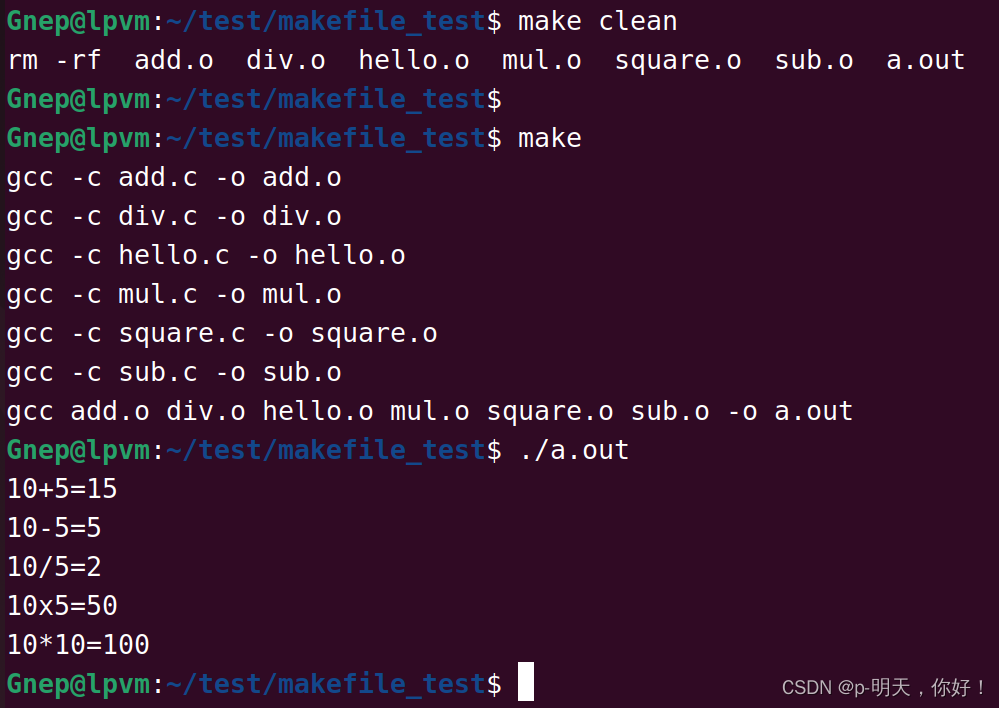 Gnep@lpvm:~/test/makefile_test$ make clean
rm -rf  add.o  div.o  hello.o  mul.o  square.o  sub.o  a.out
Gnep@lpvm:~/test/makefile_test$
Gnep@lpvm:~/test/makefile_test$ make
gcc -c add.c -o add.o
gcc -c div.c -o div.o
gcc -c hello.c -o hello.o
gcc -c mul.c -o mul.o
gcc -c square.c -o square.o
gcc -c sub.c -o sub.o
gcc add.o div.o hello.o mul.o square.o sub.o -o a.out
Gnep@lpvm:~/test/makefile_test$ ./a.out
10+5=15
10-5=5
10/5=2
10x5=50
10*10=100
Gnep@lpvm:~/test/makefile_test$
CSDN @p-明天，你好！